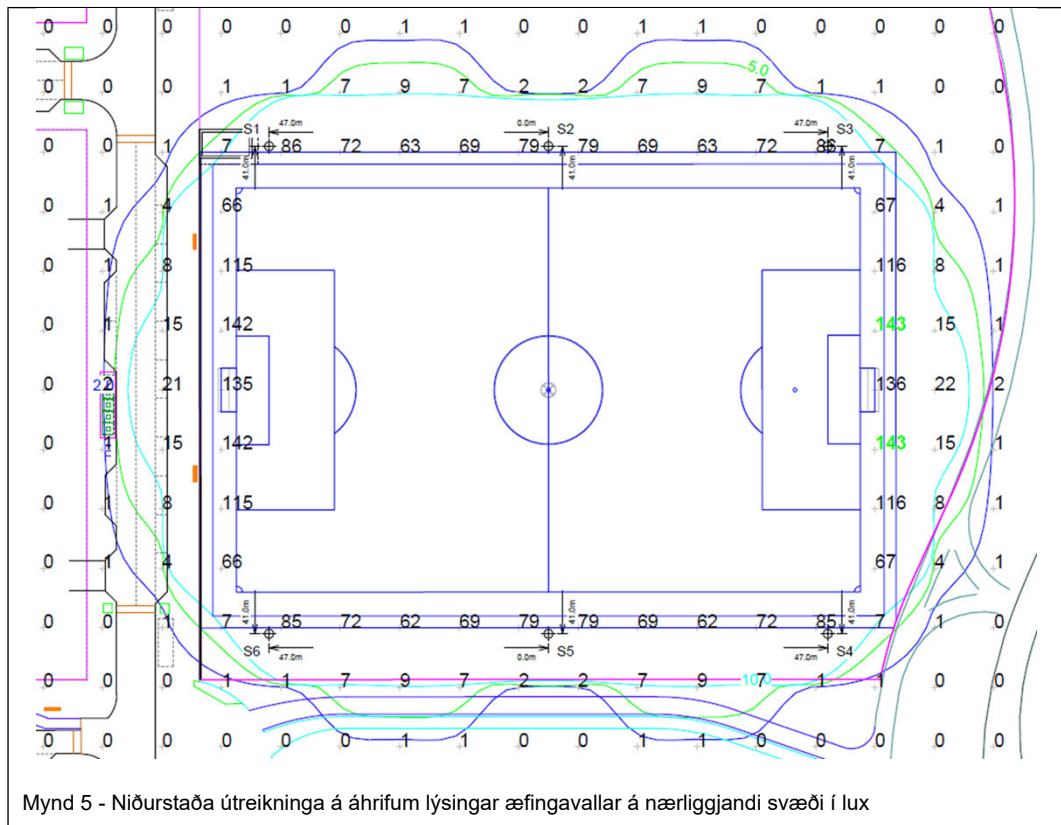 0 0 0 0 0 0 1 1 0 0 1 1 0 0 0 0 0
0 0 0 1 1 7 9 7 2 2 7 9 7 1 1 0 0
5.0
S1 47.0m 0.0m S2 47.0m S3
0 0 1 7 86 72 63 69 79 79 69 63 72 86 7 1 0
41.0m 41.0m 41.0m
0 1 4 66 67 4 1
0 1 8 115 116 8 1
0 1 15 142 143 15 1
0 2.0 21 135 136 22 2
0 1 15 142 143 15 1
0 1 8 115 116 8 1
0 1 4 66 67 4 1
41.0m 41.0m 41.0m
0 0 1 7 85 72 62 69 79 79 69 62 72 85 7 1 0
S6 47.0m 0.0m S5 47.0m S4
0 0 0 1 1 7 9 7 2 2 7 9 10.0 7 1 1 0 0
0 0 0 0 0 0 1 1 0 0 1 1 0 0 0 0 0
Mynd 5 - Niðurstaða útreikninga á áhrifum lýsingar æfingavallar á nærliggjandi svæði í lux